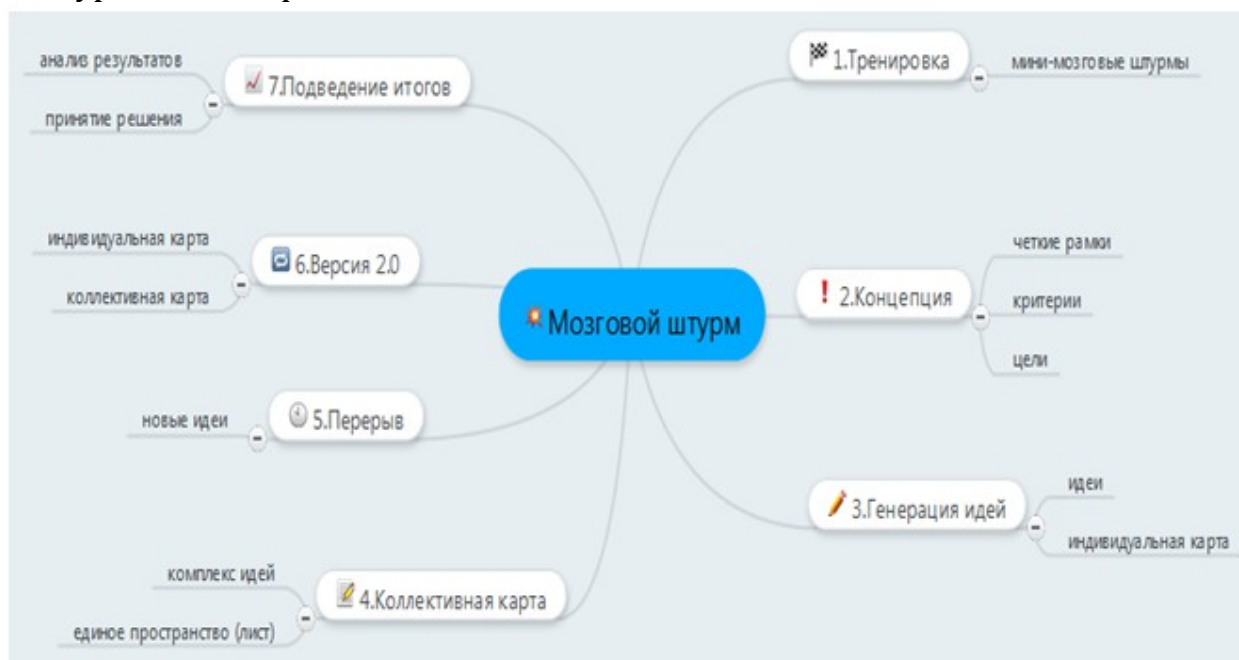 Мозговой штурм
1.Тренировка
мини-мозговые штурмы
2.Концепция
четкие рамки
критерии
цели
3.Генерация идей
идеи
индивидуальная карта
4.Коллективная карта
комплекс идей
единое пространство (лист)
5.Перерыв
новые идеи
6.Версия 2.0
индивидуальная карта
коллективная карта
7.Подведение итогов
анализ результатов
принятие решения